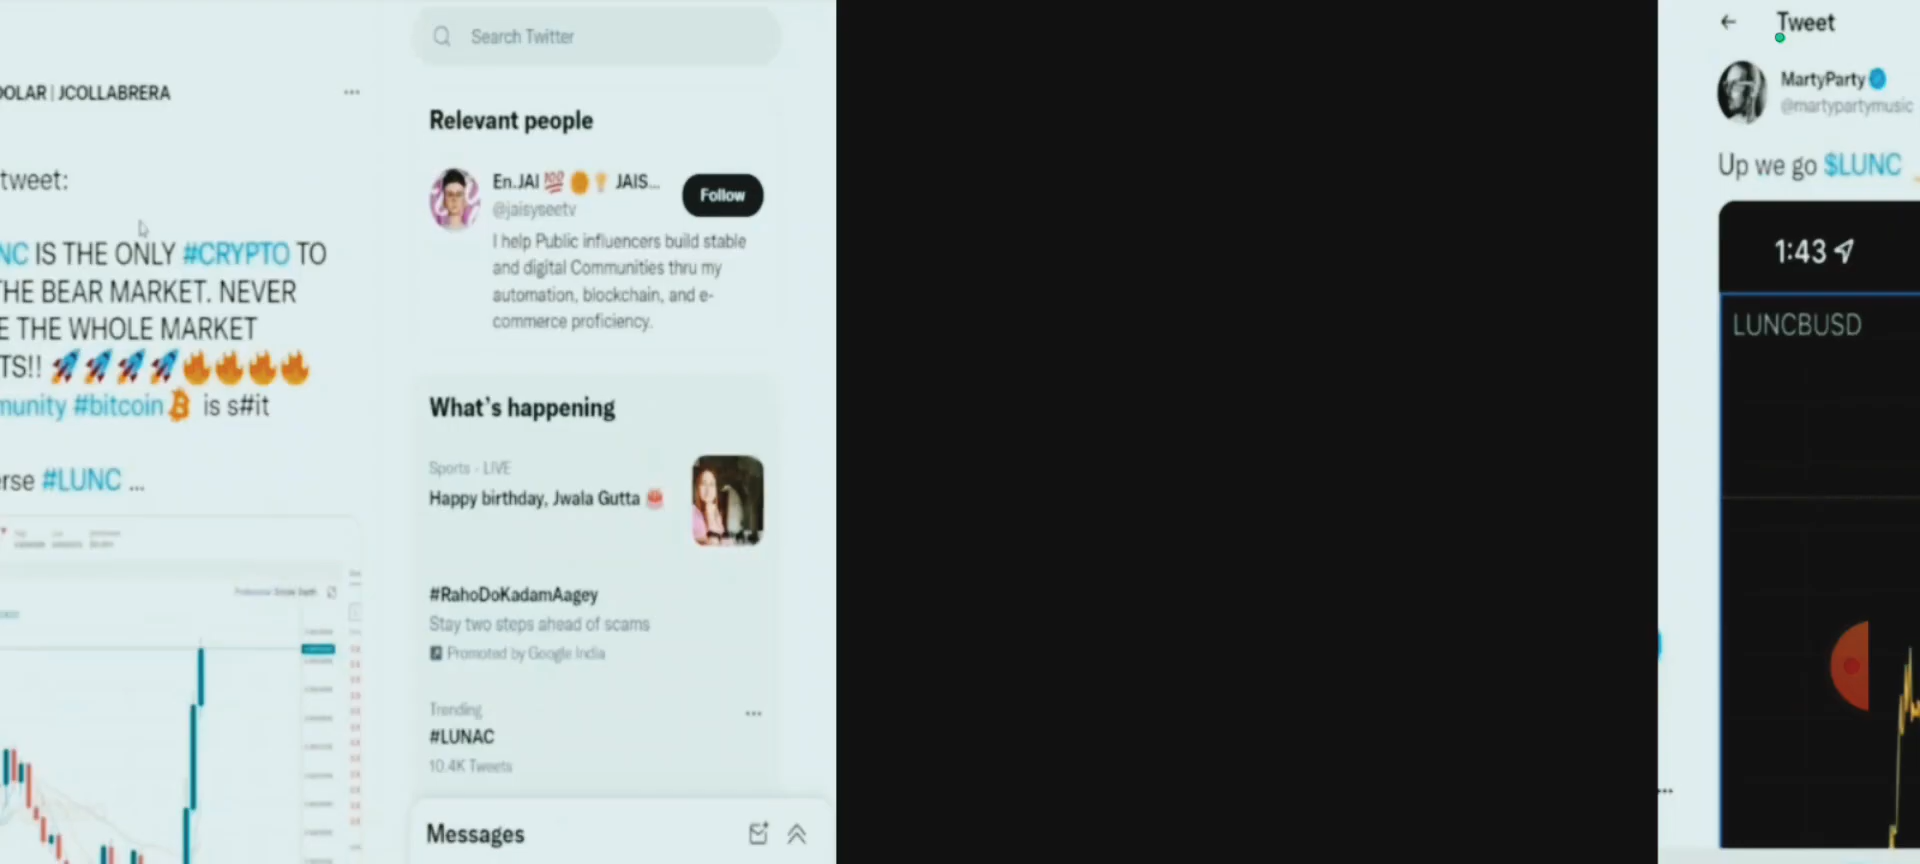 DOLAR | JCOLLABRERA
tweet:
NC IS THE ONLY #CRYPTO TO
THE BEAR MARKET. NEVER
E THE WHOLE MARKET
TS!! 🚀🚀🚀🚀🔥🔥🔥🔥
munity #bitcoin is s#it
rse #LUNC ...
Search Twitter
Relevant people
En.JAI 💯 JAIS...
@jaisyseetv
Follow
I help Public influencers build stable
and digital Communities thru my
automation, blockchain, and e-
commerce proficiency.
What's happening
Sports · LIVE
Happy birthday, Jwala Gutta 🎂
#RahoDoKadamAagey
Stay two steps ahead of scams
Promoted by Google India
Trending
#LUNAC
10.4K Tweets
Messages
Tweet
MartyParty
@martypartymusic
Up we go $LUNC
1:43
LUNCBUSD